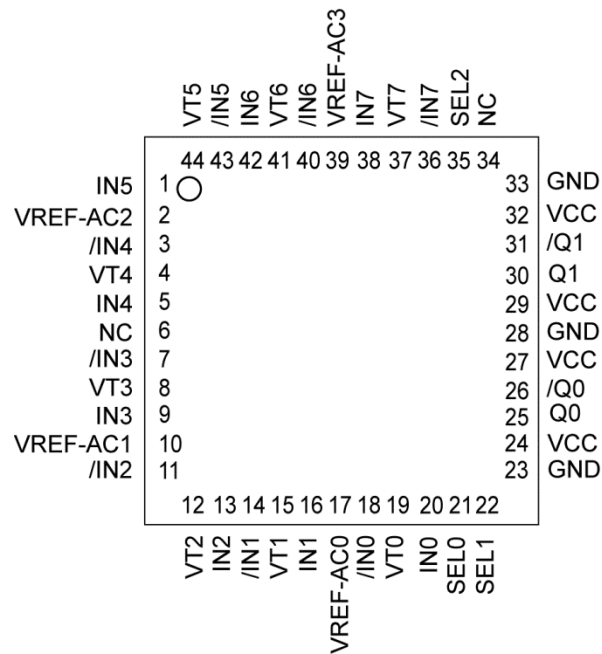 VT5 /IN5 IN6 VT6 /IN6 VREF-AC3 IN7 VT7 /IN7 SEL2 NC
44 43 42 41 40 39 38 37 36 35 34
IN5 1 33 GND
VREF-AC2 2 32 VCC
/IN4 3 31 /Q1
VT4 4 30 Q1
IN4 5 29 VCC
NC 6 28 GND
/IN3 7 27 VCC
VT3 8 26 /Q0
IN3 9 25 Q0
VREF-AC1 10 24 VCC
/IN2 11 23 GND
12 13 14 15 16 17 18 19 20 21 22
VT2 IN2 /IN1 VT1 IN1 VREF-AC0 /IN0 VT0 IN0 SEL0 SEL1